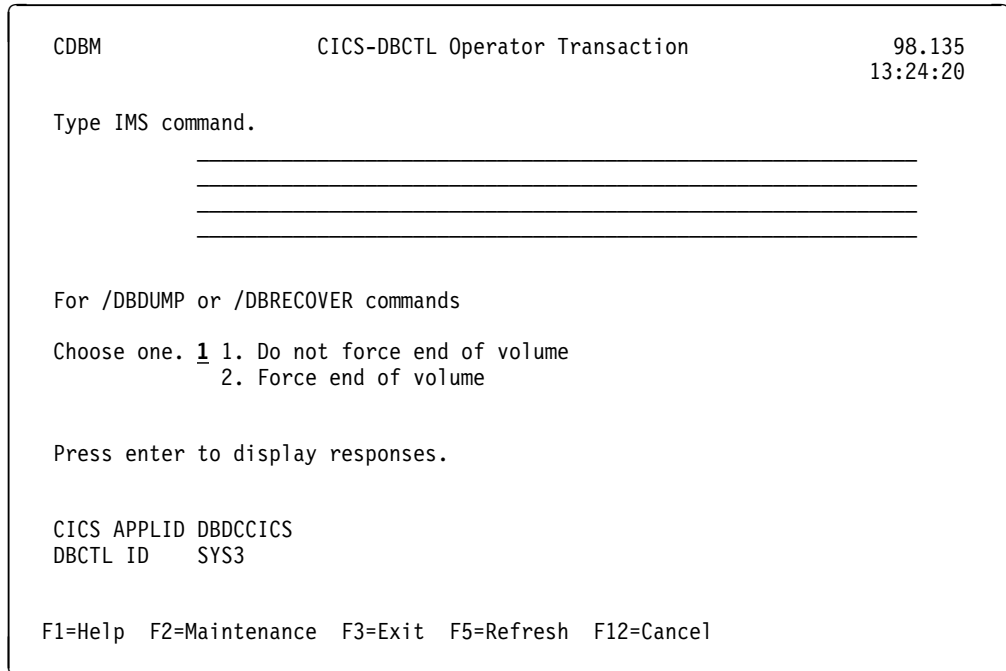 CDBM CICS-DBCTL Operator Transaction 98.135
13:24:20
Type IMS command.
For /DBDUMP or /DBRECOVER commands
Choose one. 1 1. Do not force end of volume
2. Force end of volume
Press enter to display responses.
CICS APPLID DBDCCICS
DBCTL ID SYS3
F1=Help F2=Maintenance F3=Exit F5=Refresh F12=Cancel